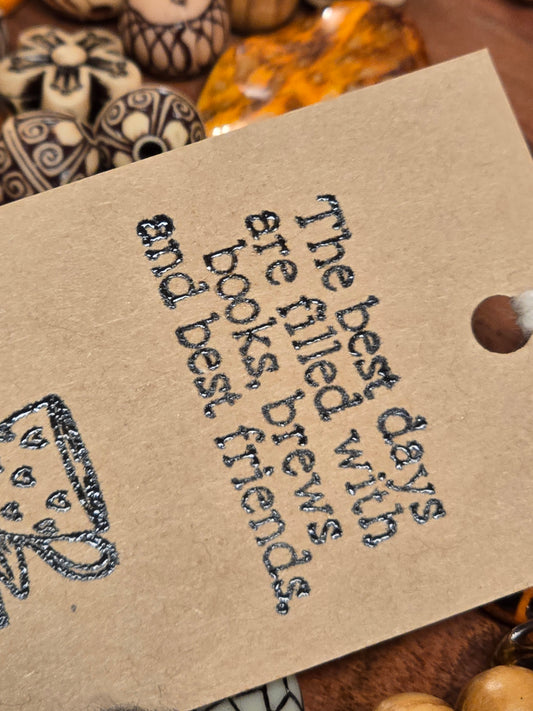 The best days
are filled with
books, brews
and best friends.